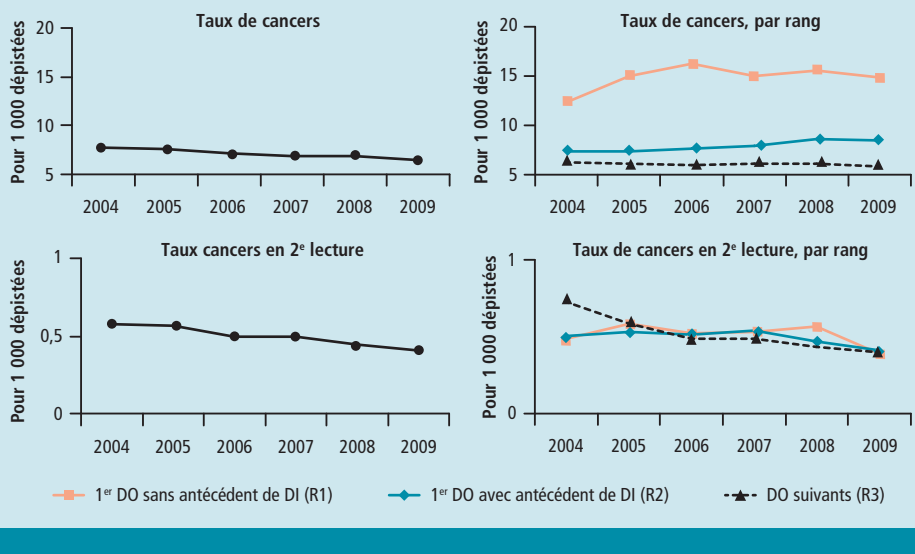 Taux de cancers
Pour 1 000 dépistées
20
15
10
5
2004 2005 2006 2007 2008 2009
Taux de cancers, par rang
Pour 1 000 dépistées
20
15
10
5
2004 2005 2006 2007 2008 2009
Taux cancers en 2e lecture
Pour 1 000 dépistées
1
0,5
0
2004 2005 2006 2007 2008 2009
Taux de cancers en 2e lecture, par rang
Pour 1 000 dépistées
1
0
2004 2005 2006 2007 2008 2009
1er DO sans antécédent de DI (R1)
1er DO avec antécédent de DI (R2)
DO suivants (R3)